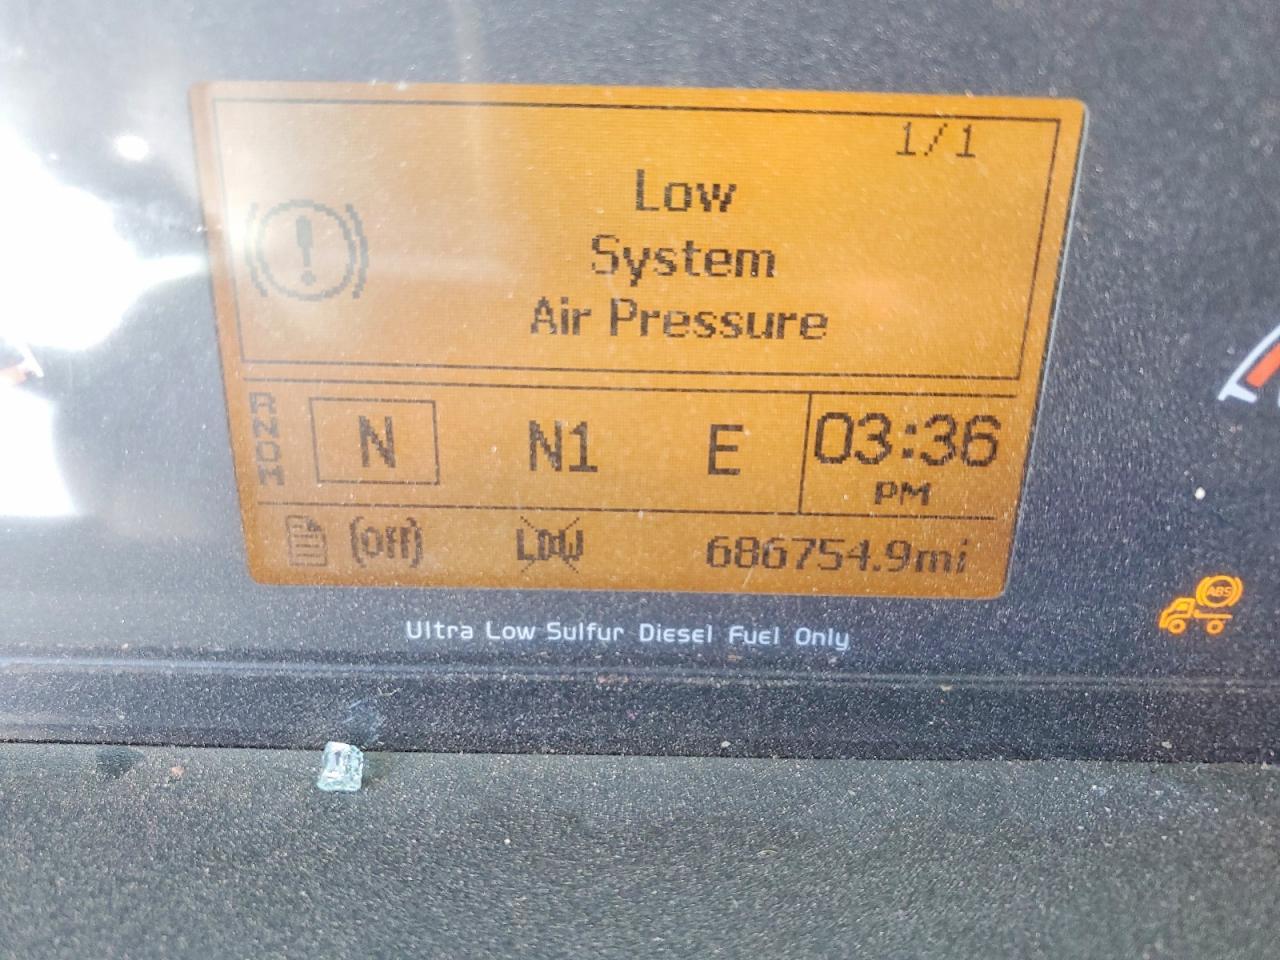 1/1
Low
System
Air Pressure
RNDM
N N1 E 03:36
PM
(Off) LDW 686754.9mi
Ultra Low Sulfur Diesel Fuel Only
ABS